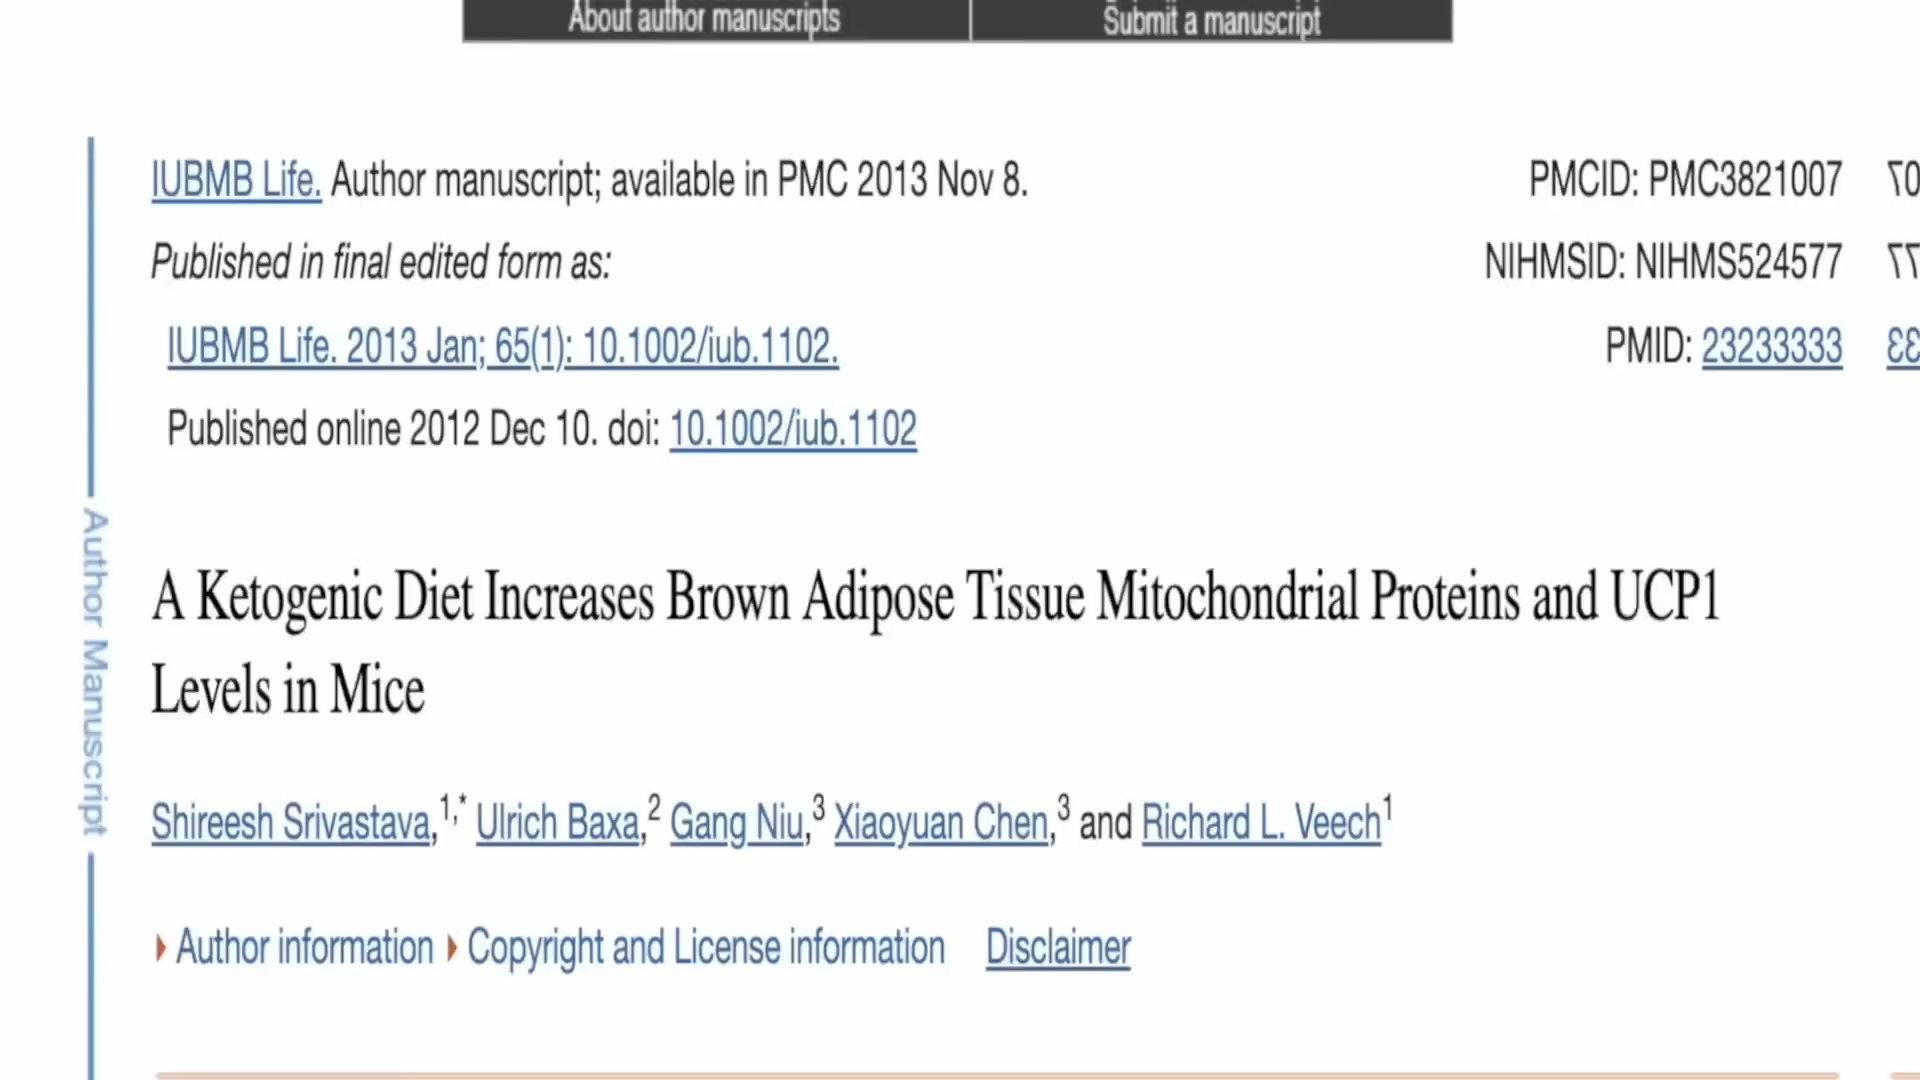 About author manuscripts
Submit a manuscript
IUBMB Life. Author manuscript; available in PMC 2013 Nov 8.
PMCID: PMC3821007
Published in final edited form as:
NIHMSID: NIHMS524577
IUBMB Life. 2013 Jan; 65(1): 10.1002/iub.1102.
PMID: 23233333
Published online 2012 Dec 10. doi: 10.1002/iub.1102
Author Manuscript
A Ketogenic Diet Increases Brown Adipose Tissue Mitochondrial Proteins and UCP1
Levels in Mice
Shireesh Srivastava,1,* Ulrich Baxa,2 Gang Niu,3 Xiaoyuan Chen,3 and Richard L. Veech1
Author information Copyright and License information Disclaimer